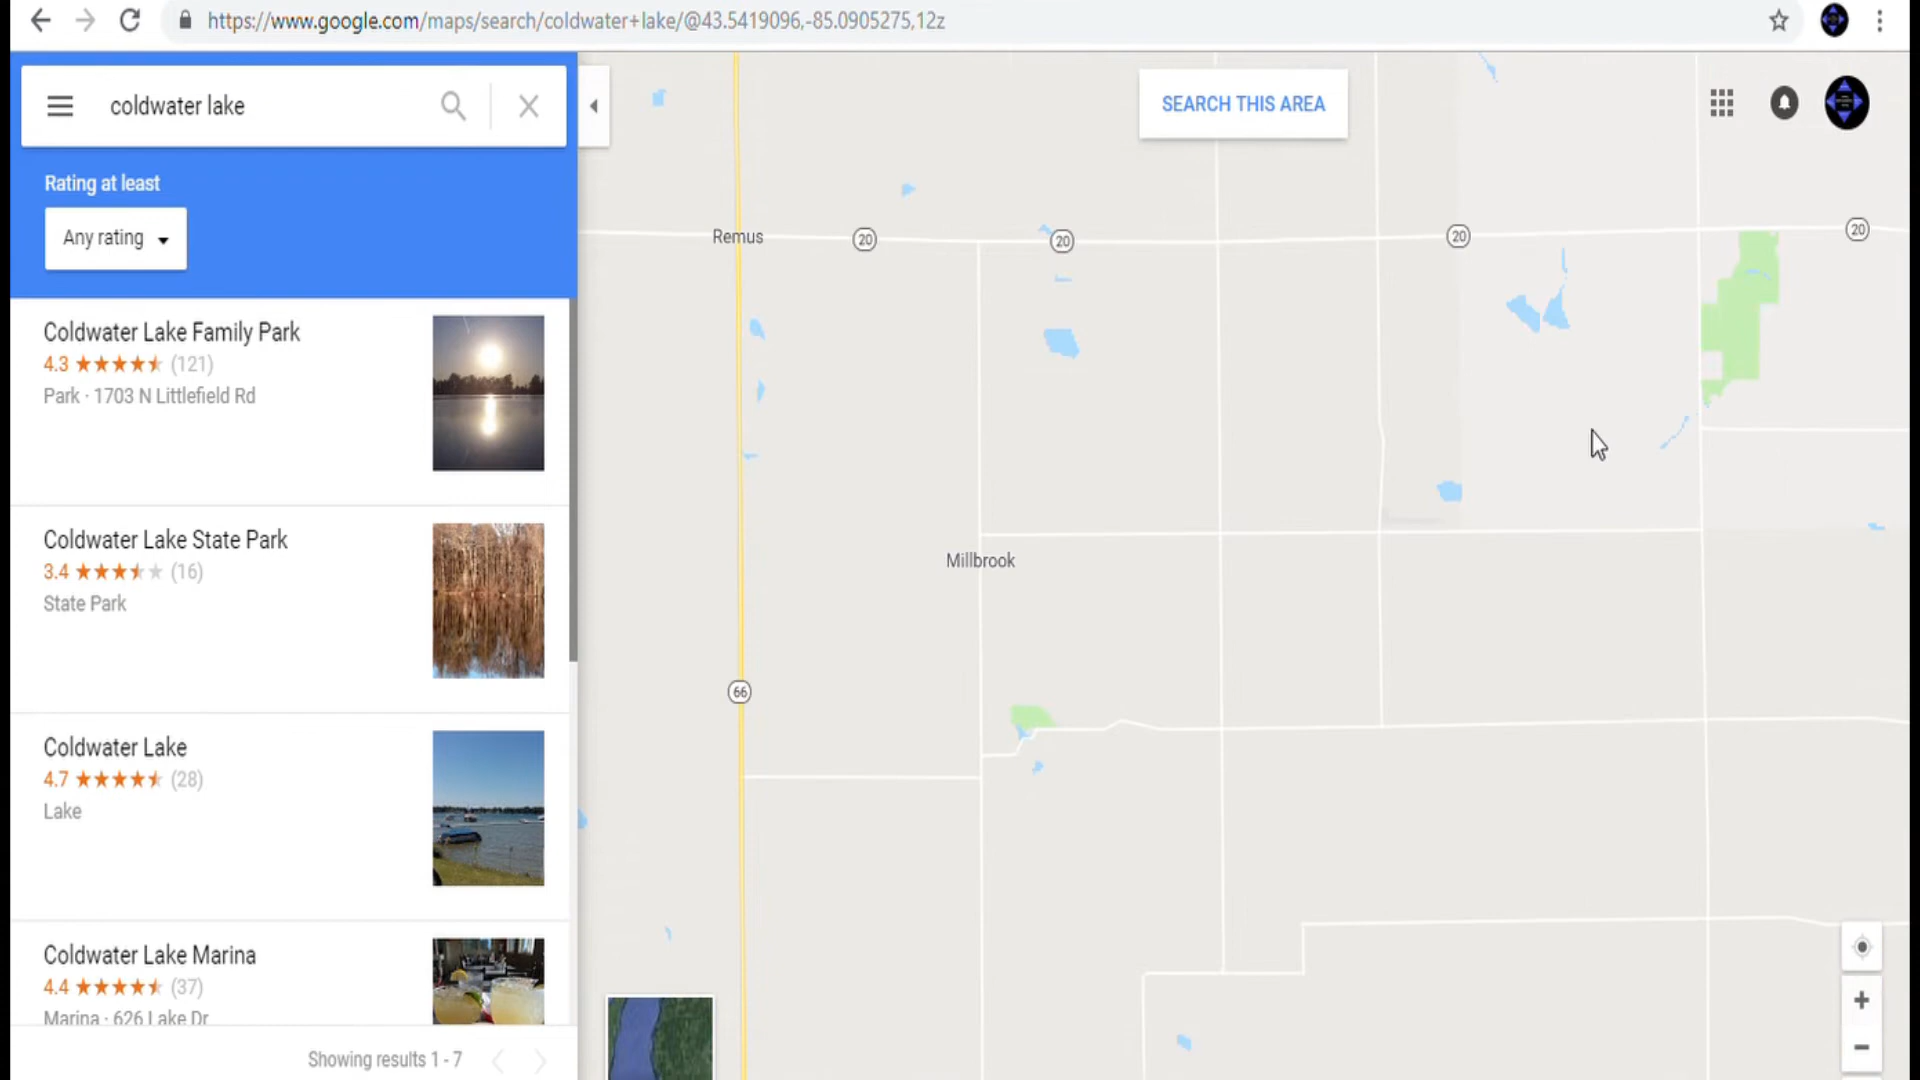 https://www.google.com/maps/search/coldwater+lake/@43.5419096,-85.0905275,12z
coldwater lake
SEARCH THIS AREA
Rating at least
Any rating
Coldwater Lake Family Park
4.3 (121)
Park · 1703 N Littlefield Rd
Coldwater Lake State Park
3.4 (16)
State Park
Coldwater Lake
4.7 (28)
Lake
Coldwater Lake Marina
4.4 (37)
Marina · 626 Lake Dr
Showing results 1 - 7
Remus
20
20
20
20
Millbrook
66